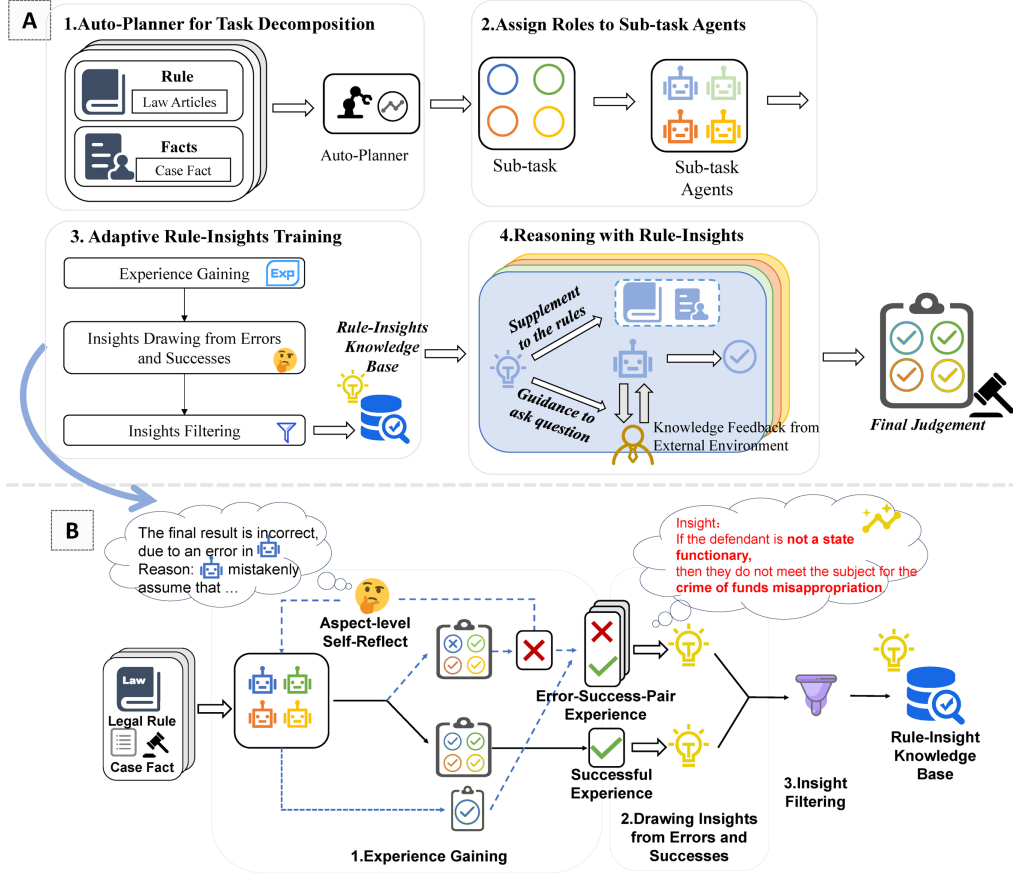 A
1.Auto-Planner for Task Decomposition
Rule
Law Articles
Facts
Case Fact
Auto-Planner
2.Assign Roles to Sub-task Agents
Sub-task
Sub-task
Agents
3. Adaptive Rule-Insights Training
Experience Gaining
Exp
Insights Drawing from Errors
and Successes
Insights Filtering
Rule-Insights
Knowledge
Base
4.Reasoning with Rule-Insights
Supplement
to the rules
Guidance to
ask question
Knowledge Feedback from
External Environment
Final Judgement
B
The final result is incorrect,
due to an error in
Reason: mistakenly
assume that ...
Insight:
If the defendant is not a state
functionary,
then they do not meet the subject for the
crime of funds misappropriation
Aspect-level
Self-Reflect
Law
Legal Rule
Case Fact
Error-Success-Pair
Experience
Successful
Experience
1.Experience Gaining
2.Drawing Insights
from Errors and
Successes
3.Insight
Filtering
Rule-Insight
Knowledge
Base